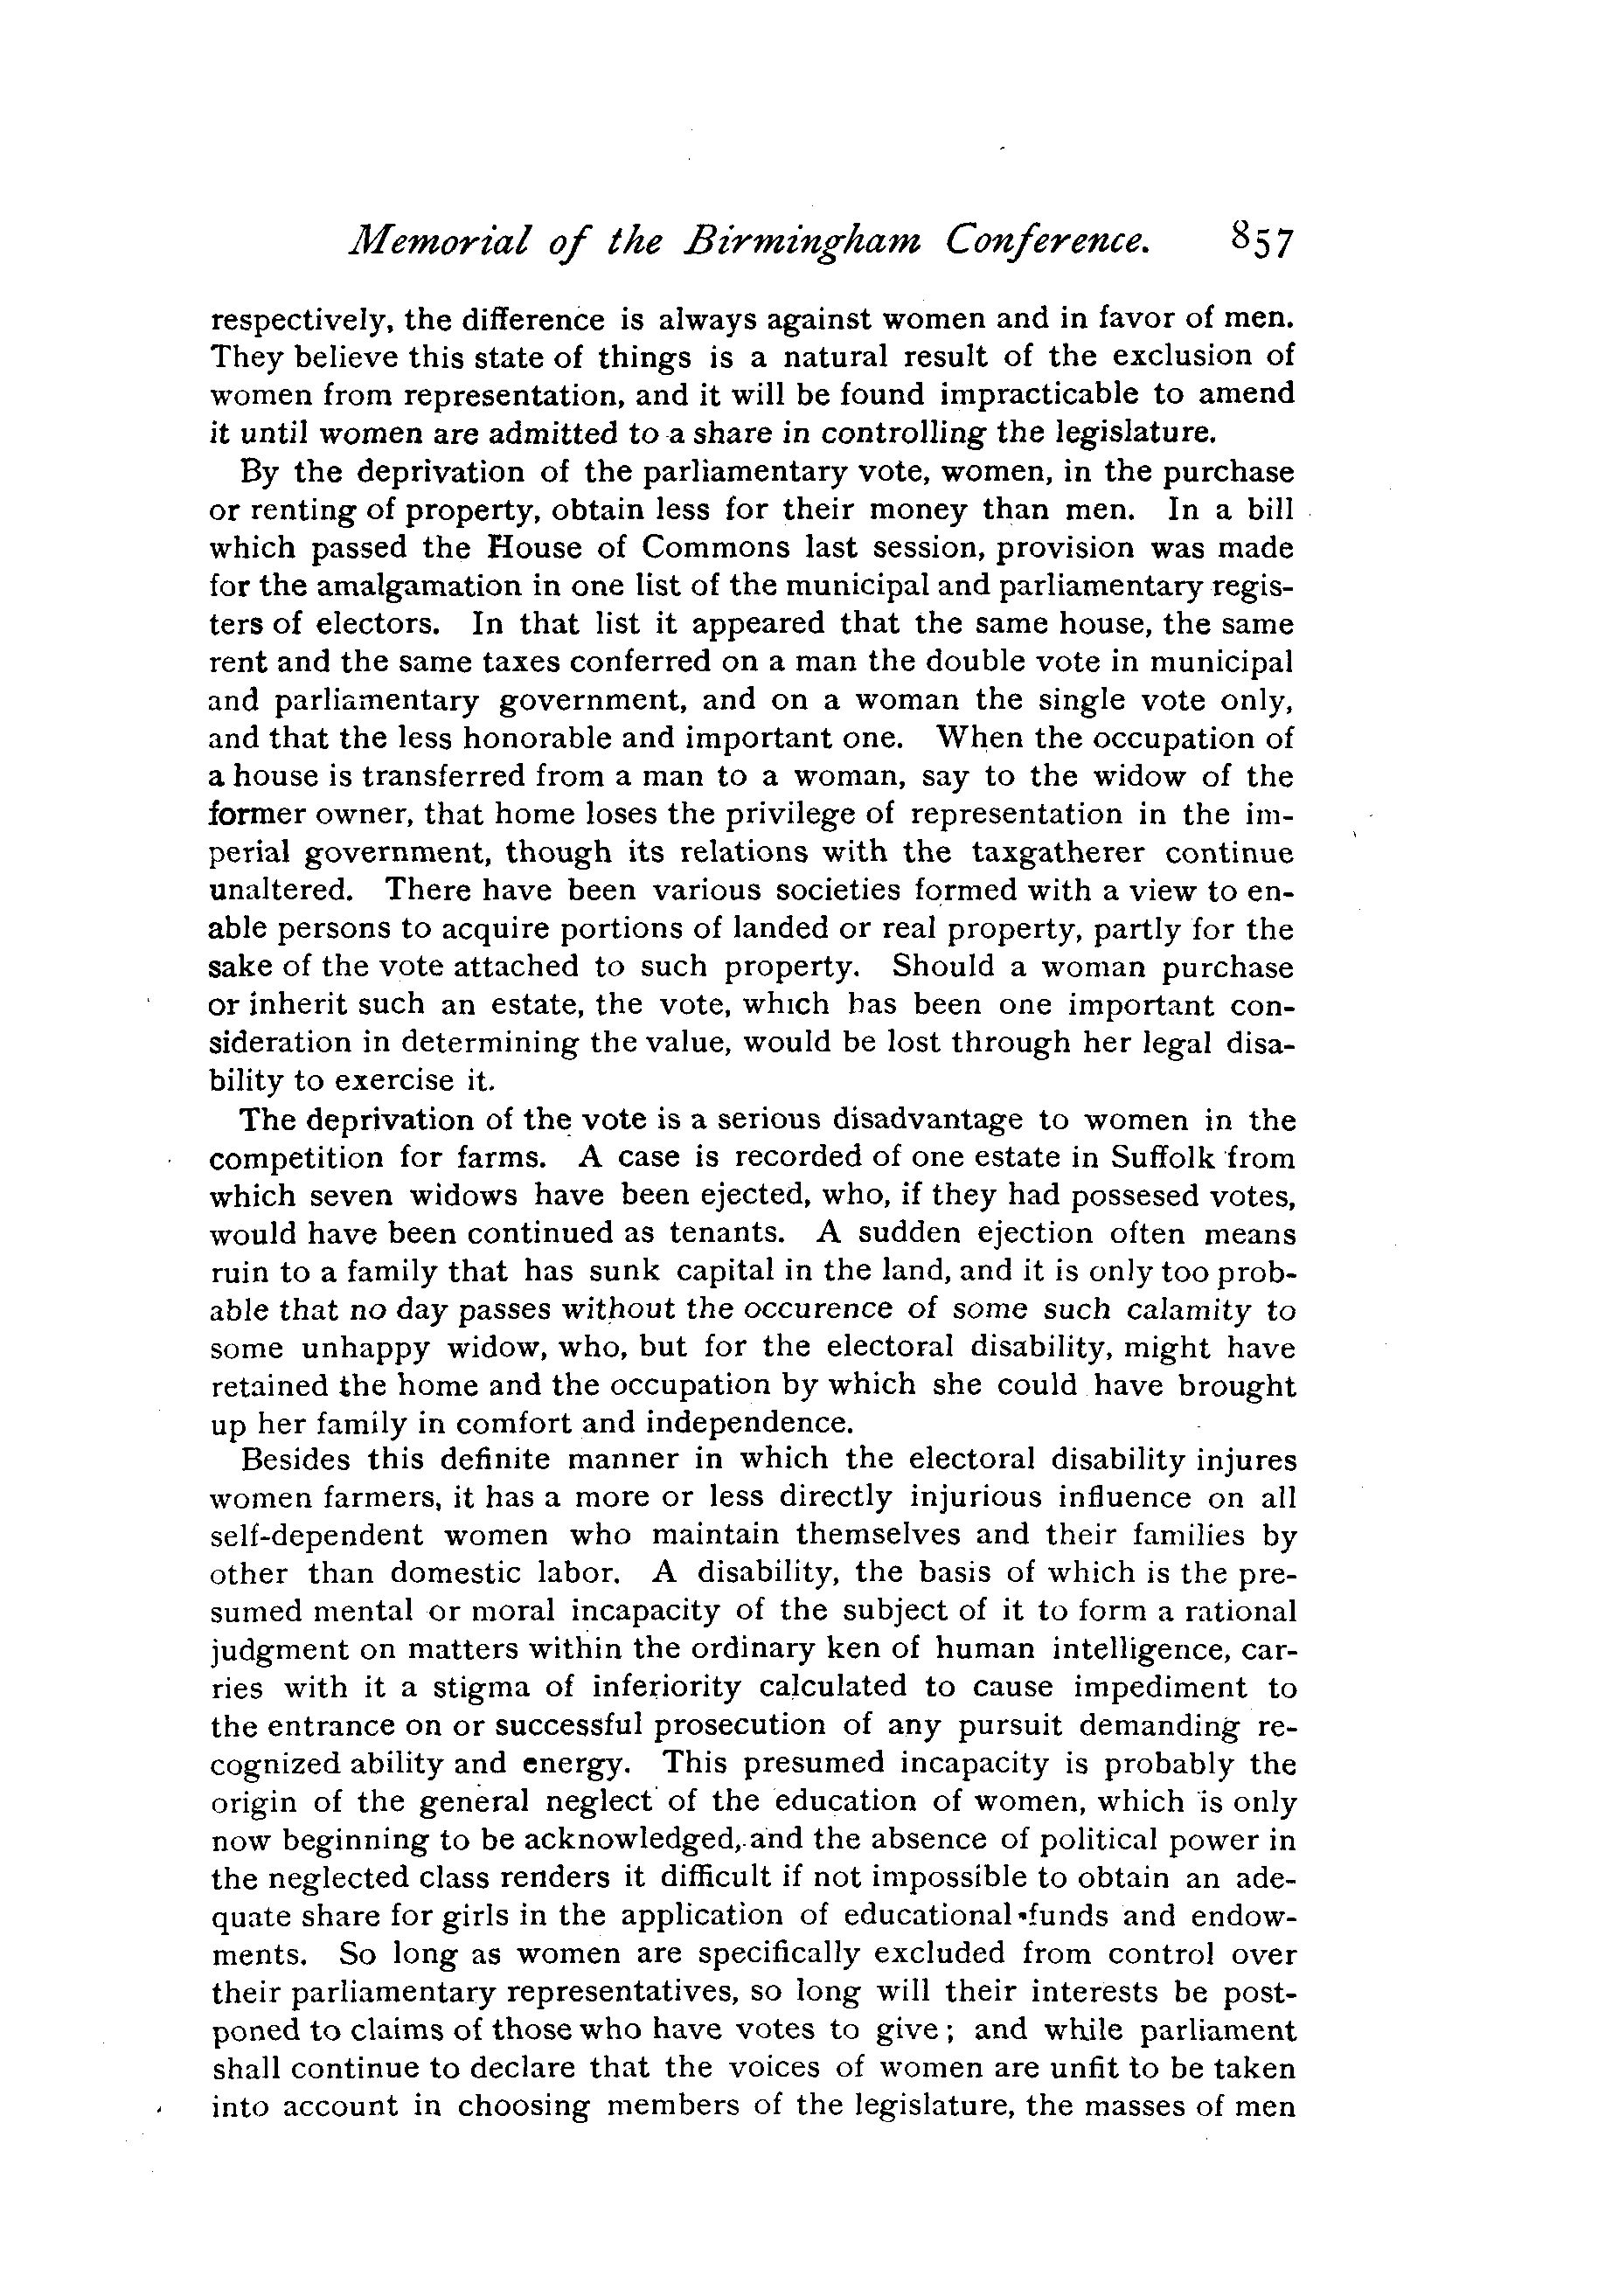 Memorial of the Birmingham Conference. 857
respectively, the difference is always against women and in favor of men.
They believe this state of things is a natural result of the exclusion of
women from representation, and it will be found impracticable to amend
it until women are admitted to a share in controlling the legislature.
By the deprivation of the parliamentary vote, women, in the purchase
or renting of property, obtain less for their money than men. In a bill
which passed the House of Commons last session, provision was made
for the amalgamation in one list of the municipal and parliamentary regis-
ters of electors. In that list it appeared that the same house, the same
rent and the same taxes conferred on a man the double vote in municipal
and parliamentary government, and on a woman the single vote only,
and that the less honorable and important one. When the occupation of
a house is transferred from a man to a woman, say to the widow of the
former owner, that home loses the privilege of representation in the im-
perial government, though its relations with the taxgatherer continue
unaltered. There have been various societies formed with a view to en-
able persons to acquire portions of landed or real property, partly for the
sake of the vote attached to such property. Should a woman purchase
or inherit such an estate, the vote, which has been one important con-
sideration in determining the value, would be lost through her legal disa-
bility to exercise it.
The deprivation of the vote is a serious disadvantage to women in the
competition for farms. A case is recorded of one estate in Suffolk from
which seven widows have been ejected, who, if they had possesed votes,
would have been continued as tenants. A sudden ejection often means
ruin to a family that has sunk capital in the land, and it is only too prob-
able that no day passes without the occurence of some such calamity to
some unhappy widow, who, but for the electoral disability, might have
retained the home and the occupation by which she could have brought
up her family in comfort and independence.
Besides this definite manner in which the electoral disability injures
women farmers, it has a more or less directly injurious influence on all
self-dependent women who maintain themselves and their families by
other than domestic labor. A disability, the basis of which is the pre-
sumed mental or moral incapacity of the subject of it to form a rational
judgment on matters within the ordinary ken of human intelligence, car-
ries with it a stigma of inferiority calculated to cause impediment to
the entrance on or successful prosecution of any pursuit demanding re-
cognized ability and energy. This presumed incapacity is probably the
origin of the general neglect of the education of women, which is only
now beginning to be acknowledged, and the absence of political power in
the neglected class renders it difficult if not impossible to obtain an ade-
quate share for girls in the application of educational funds and endow-
ments. So long as women are specifically excluded from control over
their parliamentary representatives, so long will their interests be post-
poned to claims of those who have votes to give; and while parliament
shall continue to declare that the voices of women are unfit to be taken
into account in choosing members of the legislature, the masses of men